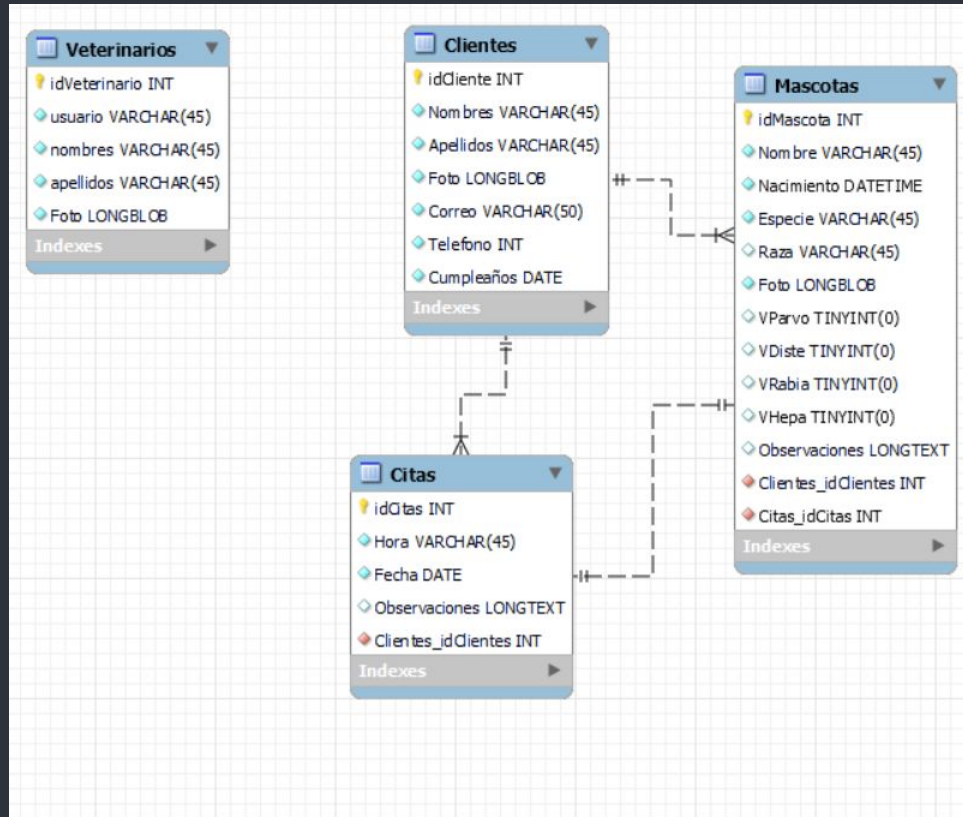 Veterinarios
idVeterinario INT
usuario VARCHAR(45)
nombres VARCHAR(45)
apellidos VARCHAR(45)
Foto LONGBLOB
Indexes
Clientes
idCliente INT
Nombres VARCHAR(45)
Apellidos VARCHAR(45)
Foto LONGBLOB
Correo VARCHAR(50)
Telefono INT
Cumpleaños DATE
Indexes
Mascotas
idMascota INT
Nombre VARCHAR(45)
Nacimiento DATETIME
Especie VARCHAR(45)
Raza VARCHAR(45)
Foto LONGBLOB
VParvo TINYINT(0)
VDiste TINYINT(0)
VRabia TINYINT(0)
VHepa TINYINT(0)
Observaciones LONGTEXT
Clientes_idClientes INT
Citas_idCitas INT
Indexes
Citas
idCitas INT
Hora VARCHAR(45)
Fecha DATE
Observaciones LONGTEXT
Clientes_idClientes INT
Indexes